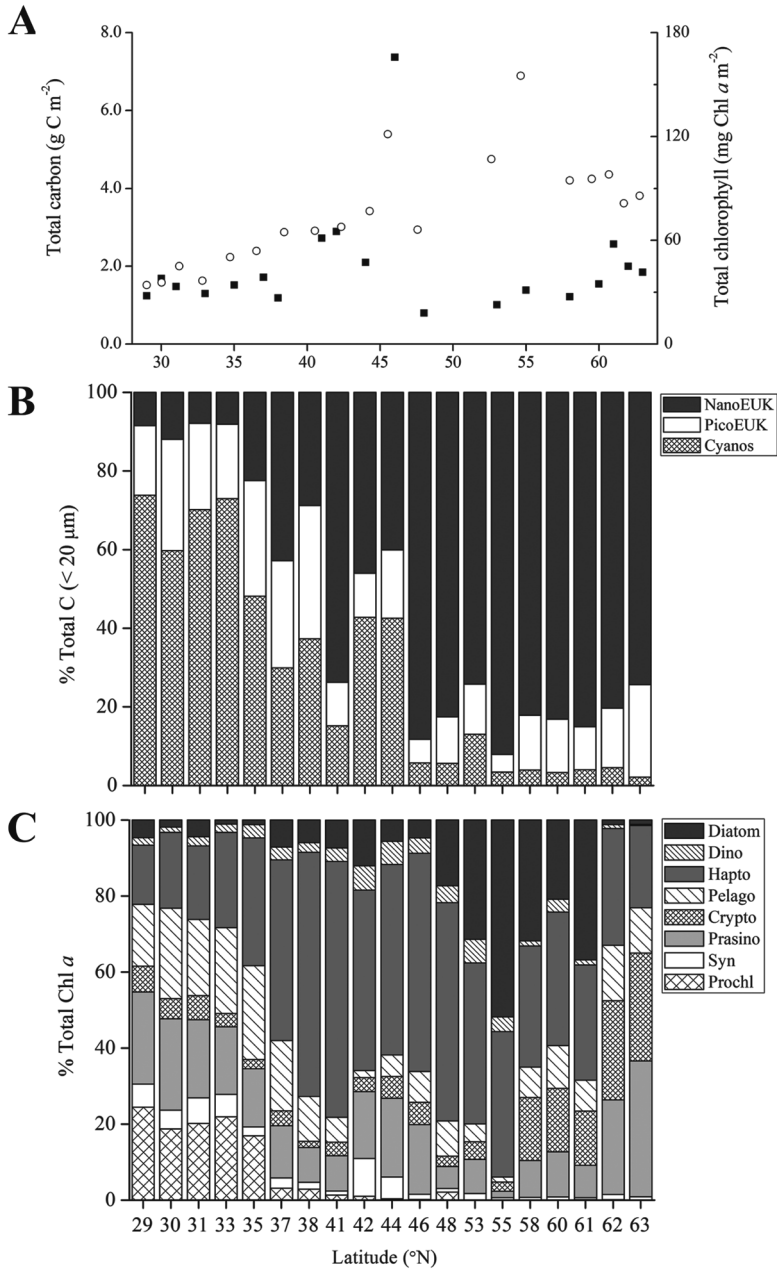 A
8.0
6.0
4.0
2.0
0.0
Total carbon (g C m-2)
180
120
60
0
Total chlorophyll (mg Chl a m-2)
30 35 40 45 50 55 60
B
100
80
60
40
20
0
% Total C (< 20 μm)
NanoEUK
PicoEUK
Cyanos
C
100
80
60
40
20
0
% Total Chl a
Diatom
Dino
Hapto
Pelago
Crypto
Prasino
Syn
Prochl
29 30 31 33 35 37 38 41 42 44 46 48 53 55 58 60 61 62 63
Latitude (°N)